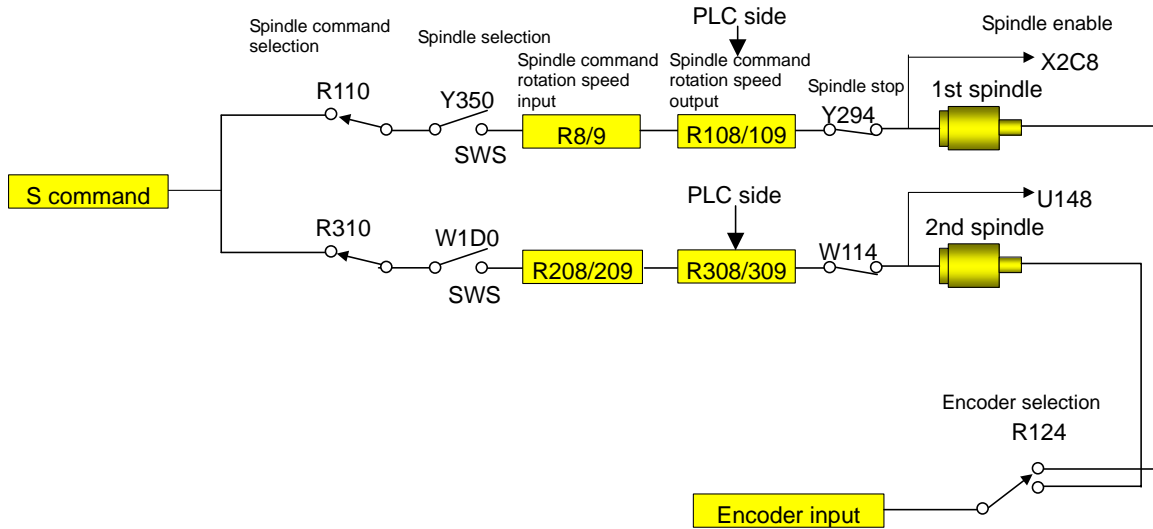 PLC side
Spindle enable
X2C8
Spindle command
selection
Spindle selection
Spindle command
rotation speed
input
Spindle command
rotation speed
output
Spindle stop
1st spindle
R110
Y350
SWS
R8/9
R108/109
Y294
S command
PLC side
U148
2nd spindle
R310
W1D0
SWS
R208/209
R308/309
W114
Encoder selection
R124
Encoder input